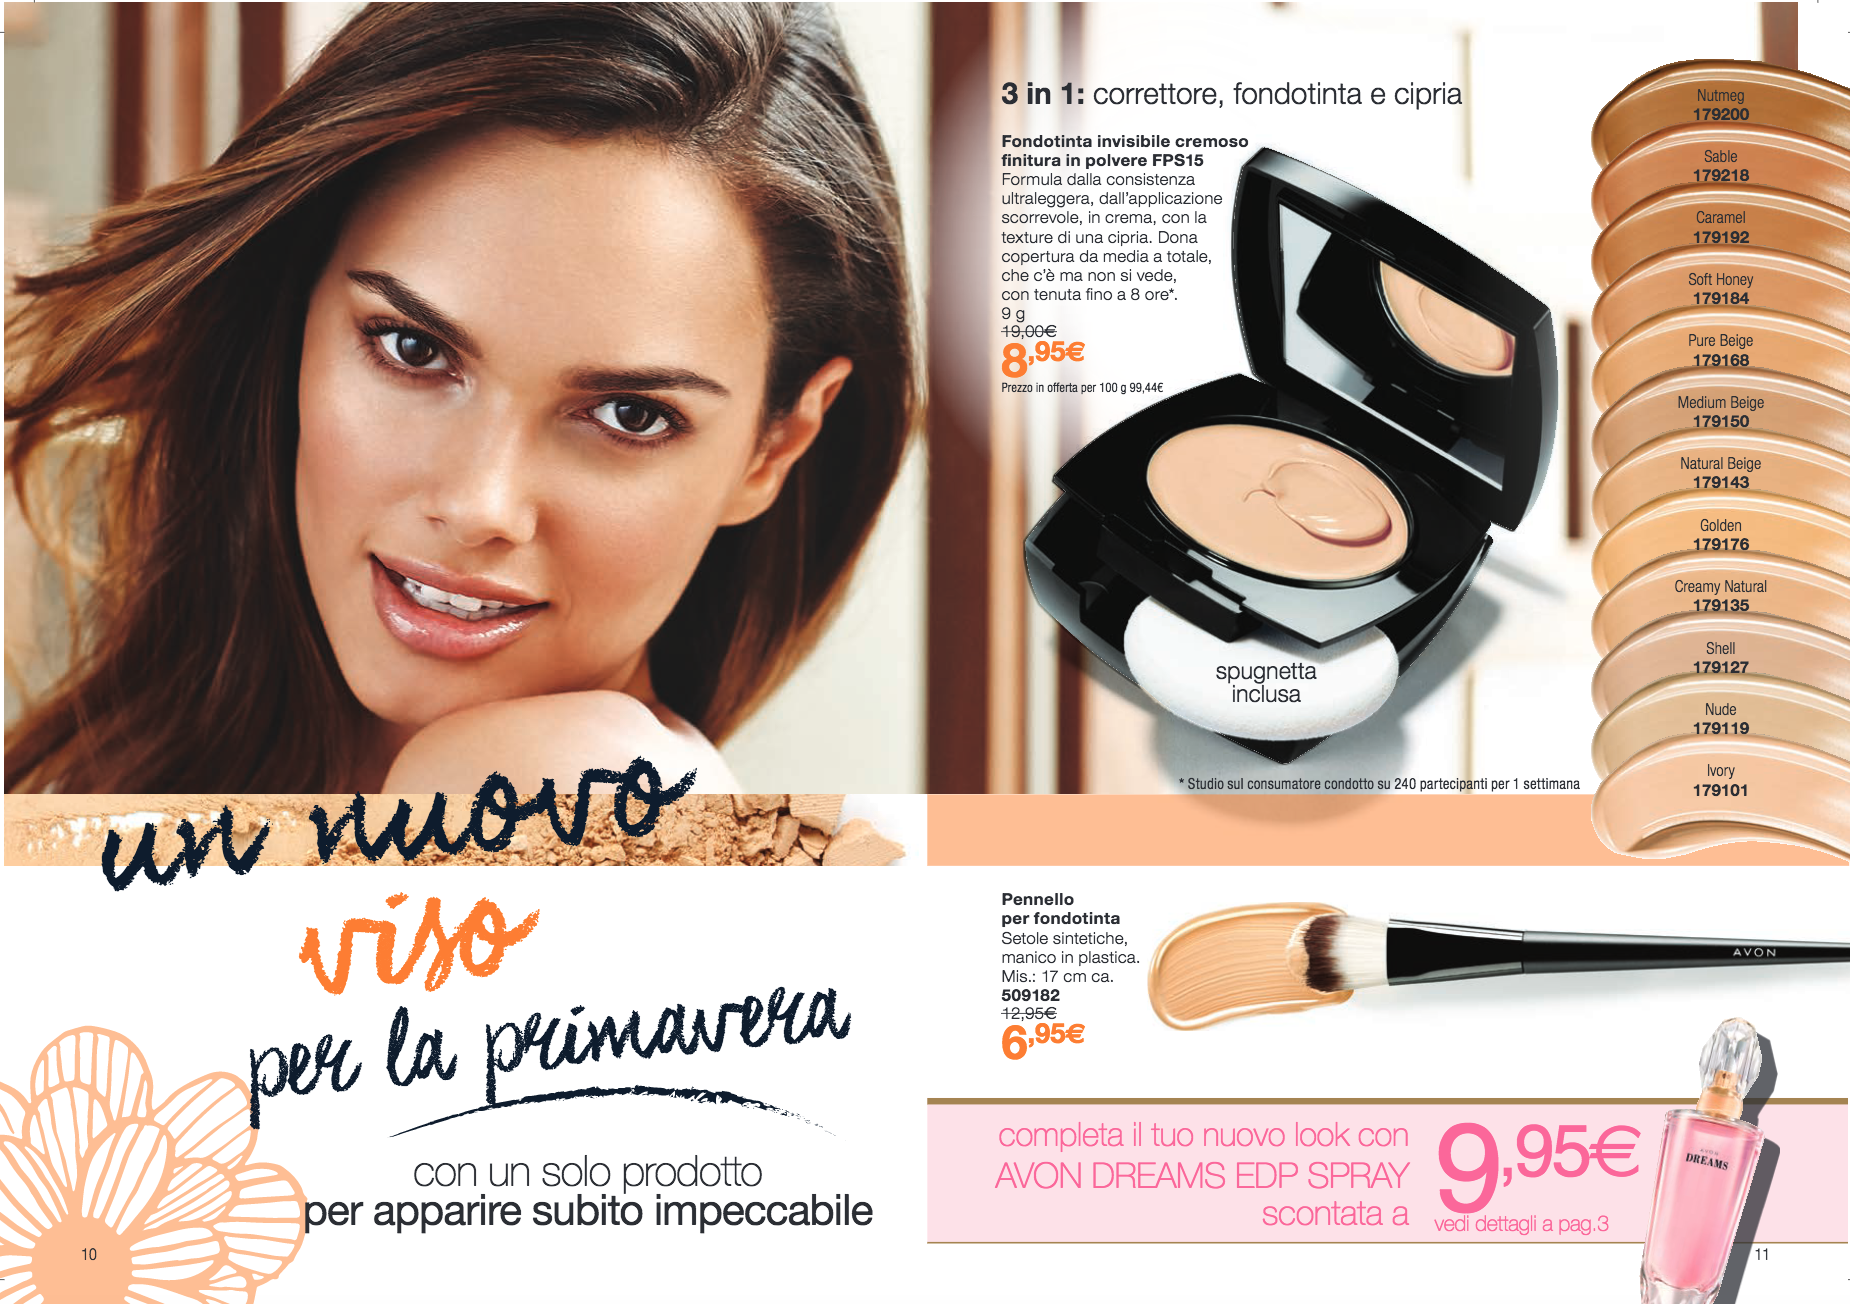 un nuovo
viso
per la primavera
con un solo prodotto
per apparire subito impeccabile
10
3 in 1: correttore, fondotinta e cipria
Fondotinta invisibile cremoso
finitura in polvere FPS15
Formula dalla consistenza
ultraleggera, dall'applicazione
scorrevole, in crema, con la
texture di una cipria. Dona
copertura da media a totale,
che c'è ma non si vede,
con tenuta fino a 8 ore*.
9 g
19,00€
8,95€
Prezzo in offerta per 100 g 99,44€
spugnetta
inclusa
* Studio sul consumatore condotto su 240 partecipanti per 1 settimana
Nutmeg
179200
Sable
179218
Caramel
179192
Soft Honey
179184
Pure Beige
179168
Medium Beige
179150
Natural Beige
179143
Golden
179176
Creamy Natural
179135
Shell
179127
Nude
179119
Ivory
179101
Pennello
per fondotinta
Setole sintetiche,
manico in plastica.
Mis.: 17 cm ca.
509182
12,95€
6,95€
AVON
completa il tuo nuovo look con
AVON DREAMS EDP SPRAY
scontata a
9,95€
vedi dettagli a pag.3
AVON
DREAMS
11